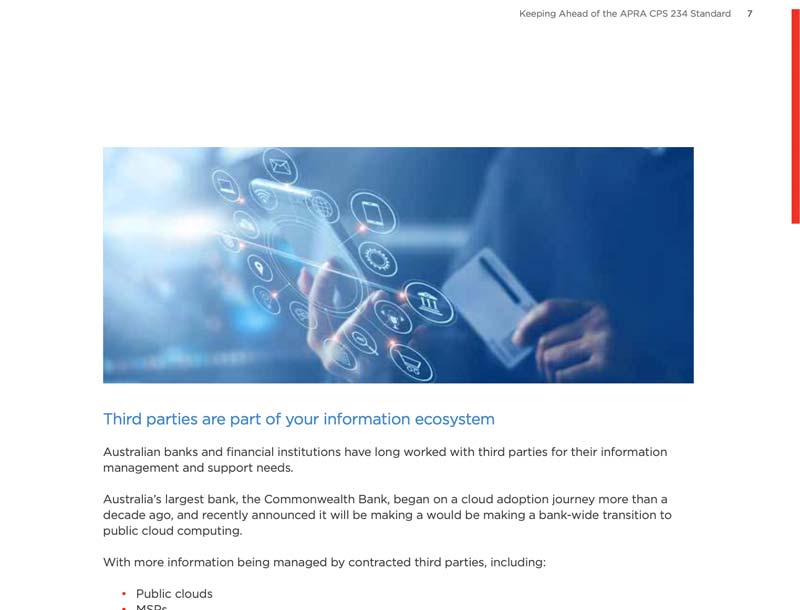 Keeping Ahead of the APRA CPS 234 Standard 7
Third parties are part of your information ecosystem
Australian banks and financial institutions have long worked with third parties for their information
management and support needs.
Australia's largest bank, the Commonwealth Bank, began on a cloud adoption journey more than a
decade ago, and recently announced it will be making a would be making a bank-wide transition to
public cloud computing.
With more information being managed by contracted third parties, including:
• Public clouds
• MSPs